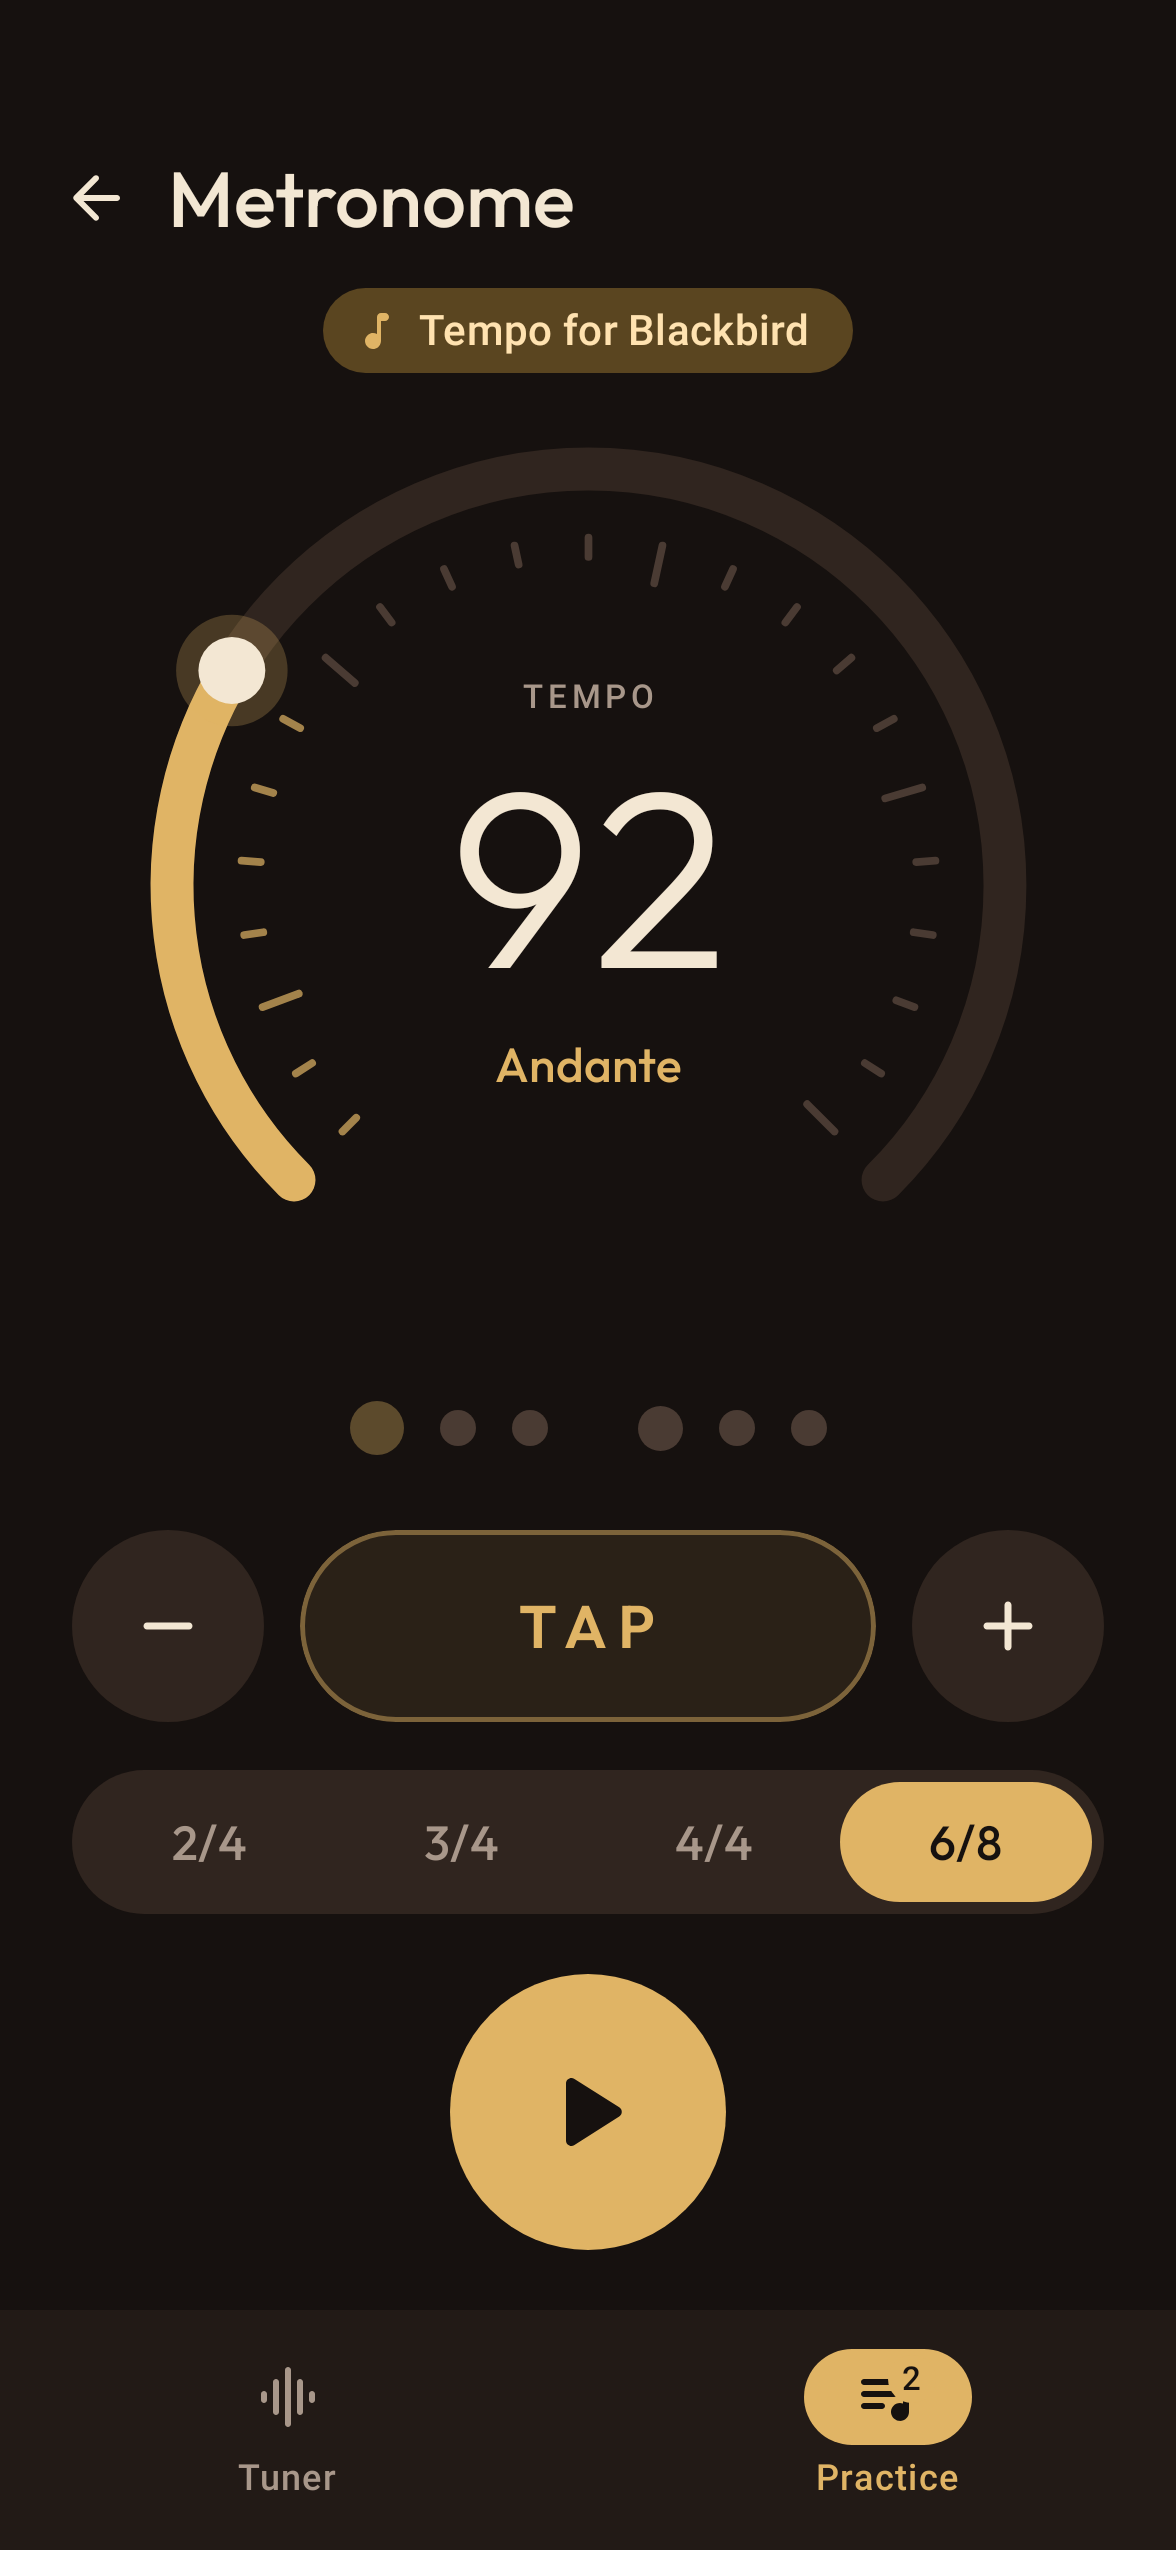 Metronome
Tempo for Blackbird
TEMPO
92
Andante
TAP
2/4 3/4 4/4 6/8
2
Tuner Practice